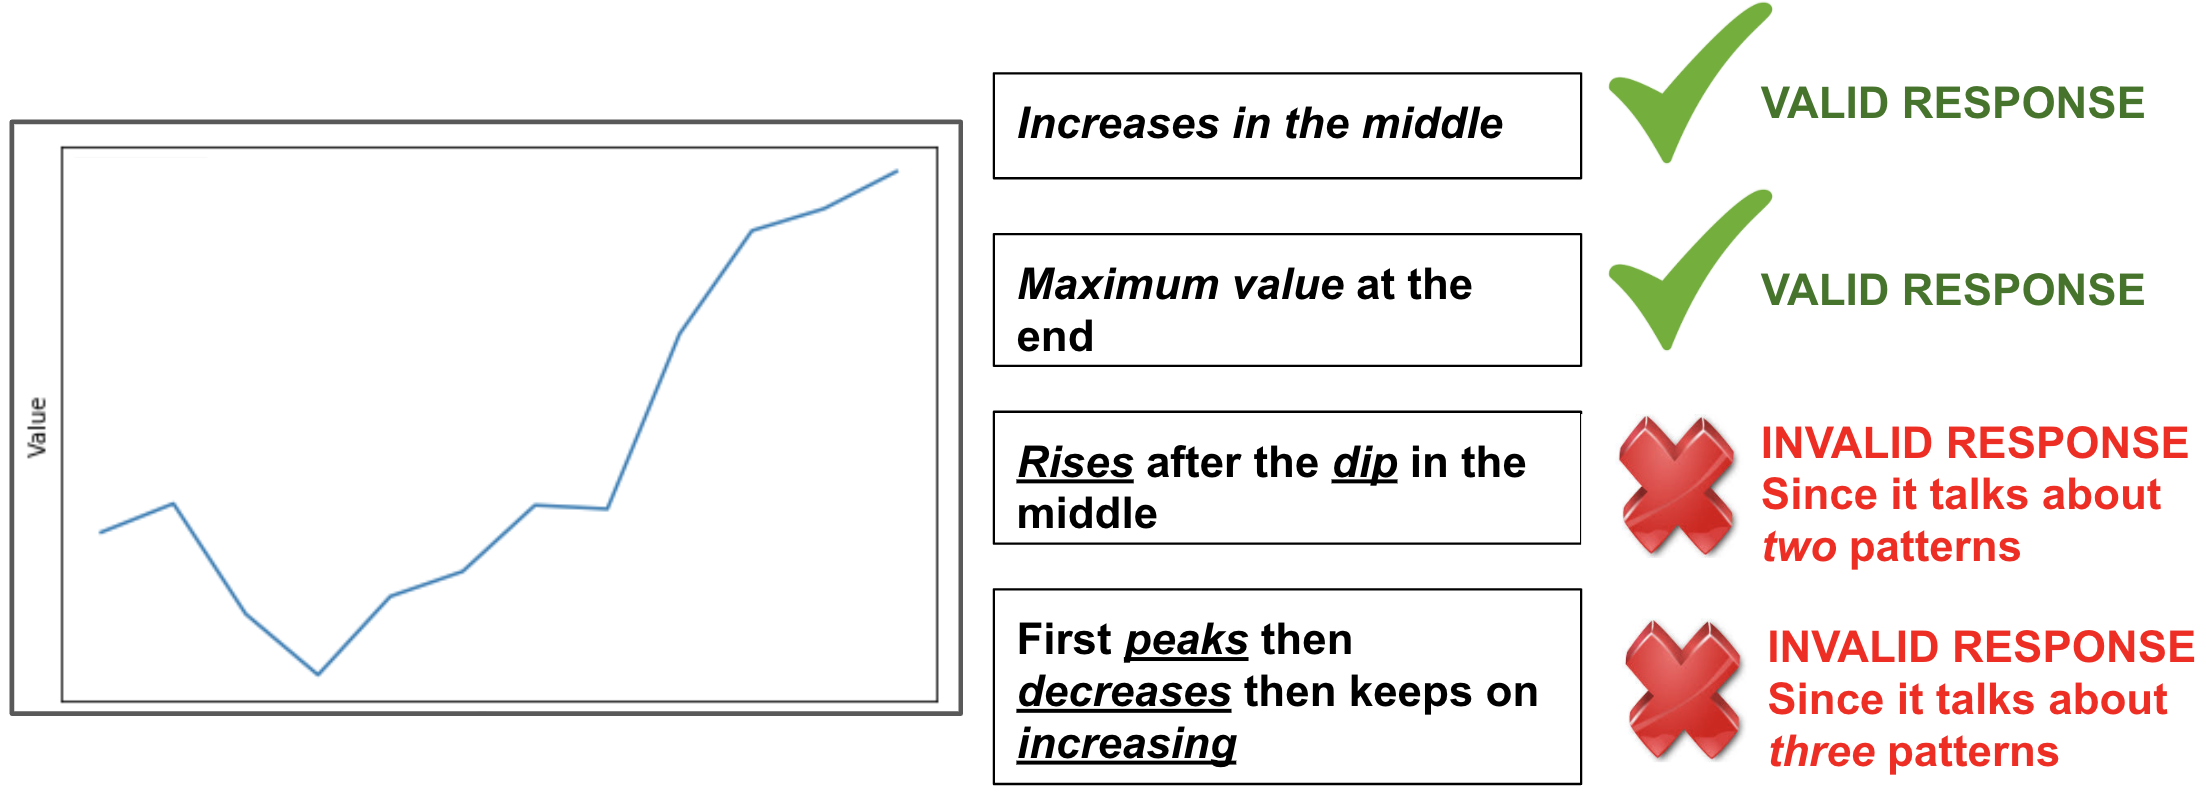 Value
Increases in the middle
VALID RESPONSE
Maximum value at the
end
VALID RESPONSE
Rises after the dip in the
middle
INVALID RESPONSE
Since it talks about
two patterns
First peaks then
decreases then keeps on
increasing
INVALID RESPONSE
Since it talks about
three patterns